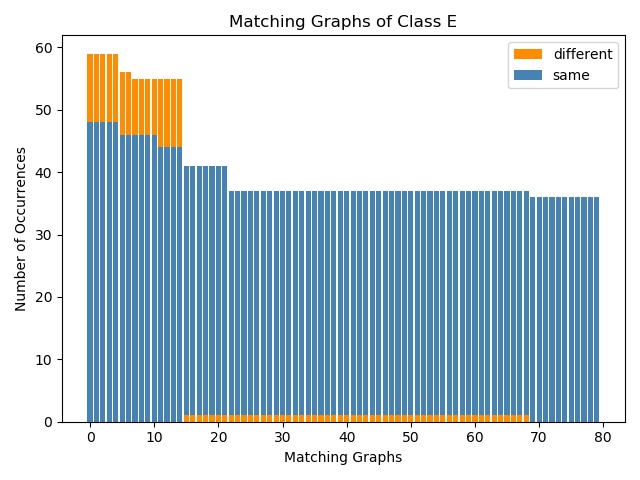 Matching Graphs of Class E
different
same
Number of Occurrences
60
50
40
30
20
10
0
0 10 20 30 40 50 60 70 80
Matching Graphs